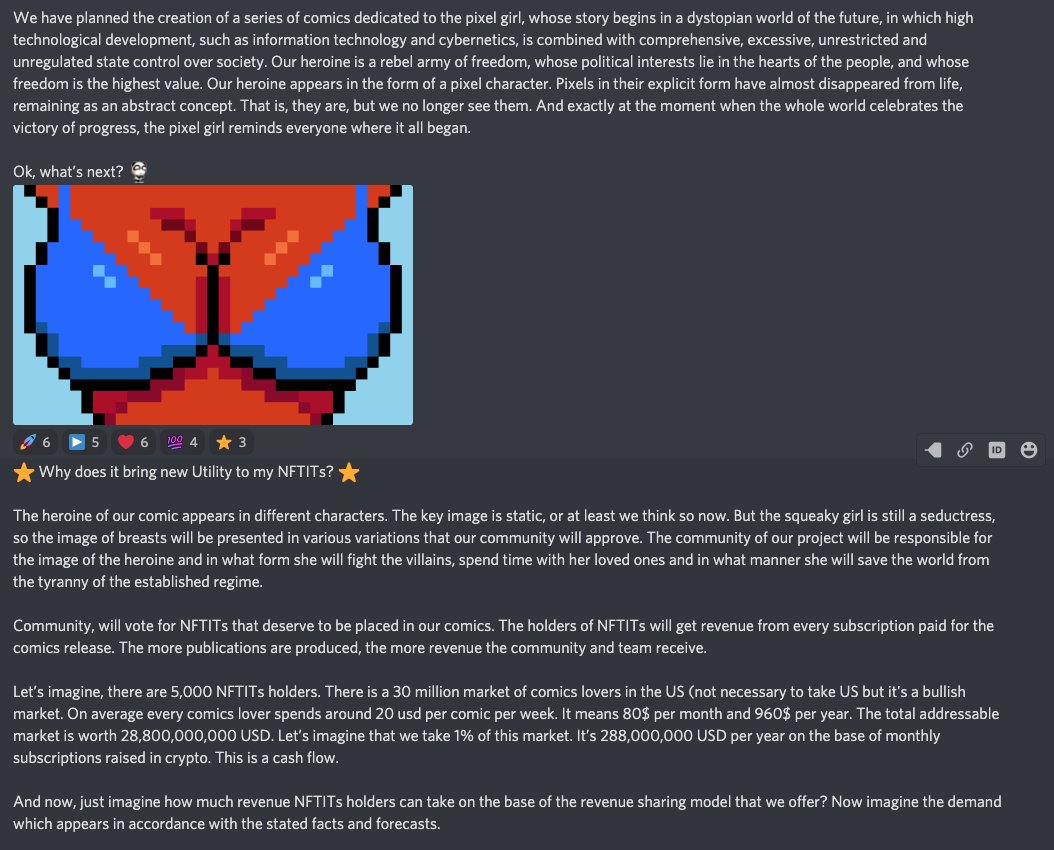 We have planned the creation of a series of comics dedicated to the pixel girl, whose story begins in a dystopian world of the future, in which high
technological development, such as information technology and cybernetics, is combined with comprehensive, excessive, unrestricted and
unregulated state control over society. Our heroine is a rebel army of freedom, whose political interests lie in the hearts of the people, and whose
freedom is the highest value. Our heroine appears in the form of a pixel character. Pixels in their explicit form have almost disappeared from life,
remaining as an abstract concept. That is, they are, but we no longer see them. And exactly at the moment when the whole world celebrates the
victory of progress, the pixel girl reminds everyone where it all began.
Ok, what's next?
🚀 6 ▶️ 5 ❤️ 6 💯 4 ⭐ 3
ID
⭐ Why does it bring new Utility to my NFTITs? ⭐
The heroine of our comic appears in different characters. The key image is static, or at least we think so now. But the squeaky girl is still a seductress,
so the image of breasts will be presented in various variations that our community will approve. The community of our project will be responsible for
the image of the heroine and in what form she will fight the villains, spend time with her loved ones and in what manner she will save the world from
the tyranny of the established regime.
Community, will vote for NFTITs that deserve to be placed in our comics. The holders of NFTITs will get revenue from every subscription paid for the
comics release. The more publications are produced, the more revenue the community and team receive.
Let's imagine, there are 5,000 NFTITs holders. There is a 30 million market of comics lovers in the US (not necessary to take US but it's a bullish
market. On average every comics lover spends around 20 usd per comic per week. It means 80$ per month and 960$ per year. The total addressable
market is worth 28,800,000,000 USD. Let's imagine that we take 1% of this market. It's 288,000,000 USD per year on the base of monthly
subscriptions raised in crypto. This is a cash flow.
And now, just imagine how much revenue NFTITs holders can take on the base of the revenue sharing model that we offer? Now imagine the demand
which appears in accordance with the stated facts and forecasts.